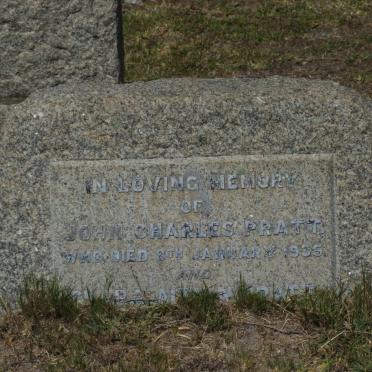 IN LOVING MEMORY
OF
JOHN CHARLES PRATT
WHO DIED 8TH JANUARY 1935
AND